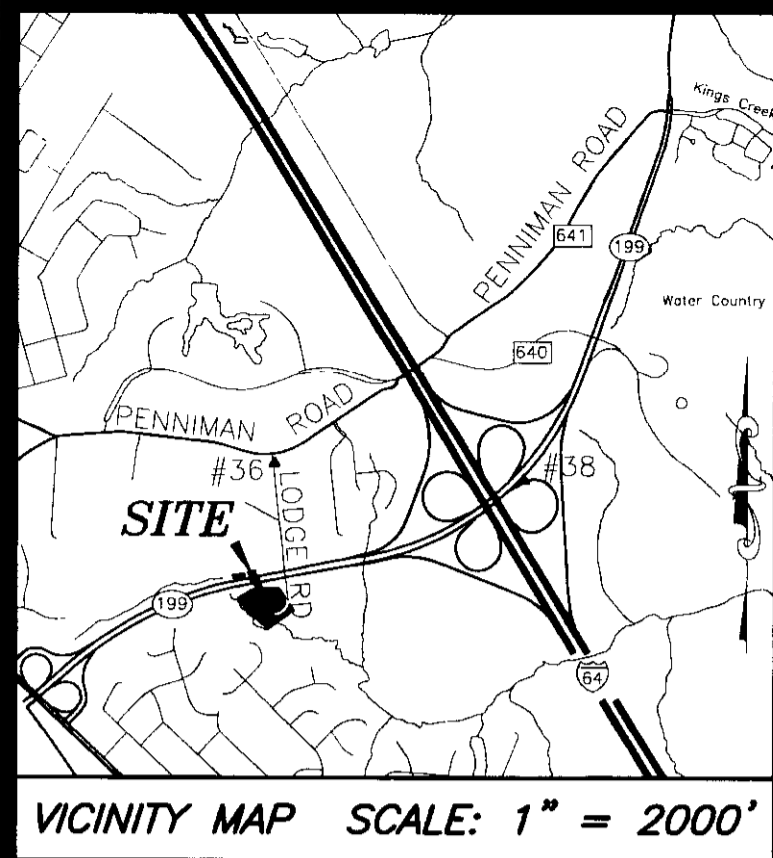 Kings Creek
PENNIMAN ROAD
641
199
Water Country
640
PENNIMAN ROAD
#36
#38
LODGE RD
SITE
199
64
VICINITY MAP SCALE: 1" = 2000'